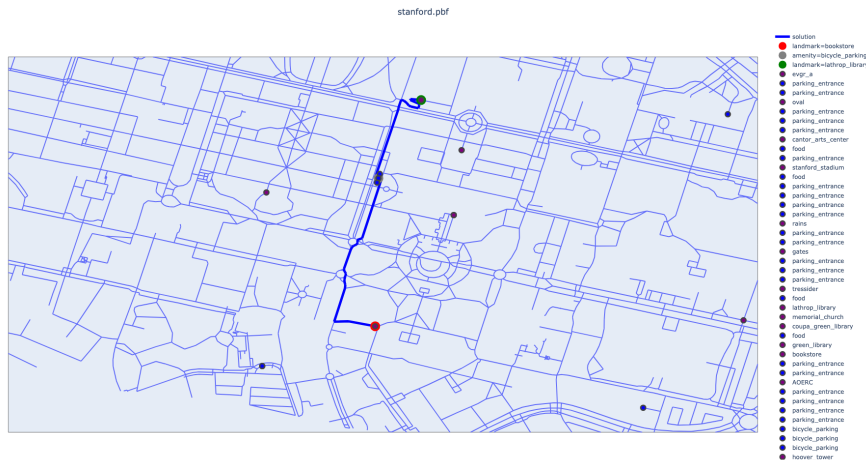 stanford.pbf
solution
landmark=bookstore
amenity=bicycle_parking
landmark=lathrop_library
evgr_a
parking_entrance
parking_entrance
oval
parking_entrance
parking_entrance
parking_entrance
cantor_arts_center
food
parking_entrance
stanford_stadium
food
parking_entrance
parking_entrance
parking_entrance
parking_entrance
rains
parking_entrance
parking_entrance
gates
parking_entrance
parking_entrance
parking_entrance
tressider
food
lathrop_library
memorial_church
coupa_green_library
food
green_library
bookstore
parking_entrance
parking_entrance
AOERC
parking_entrance
parking_entrance
parking_entrance
parking_entrance
bicycle_parking
bicycle_parking
bicycle_parking
hoover_tower